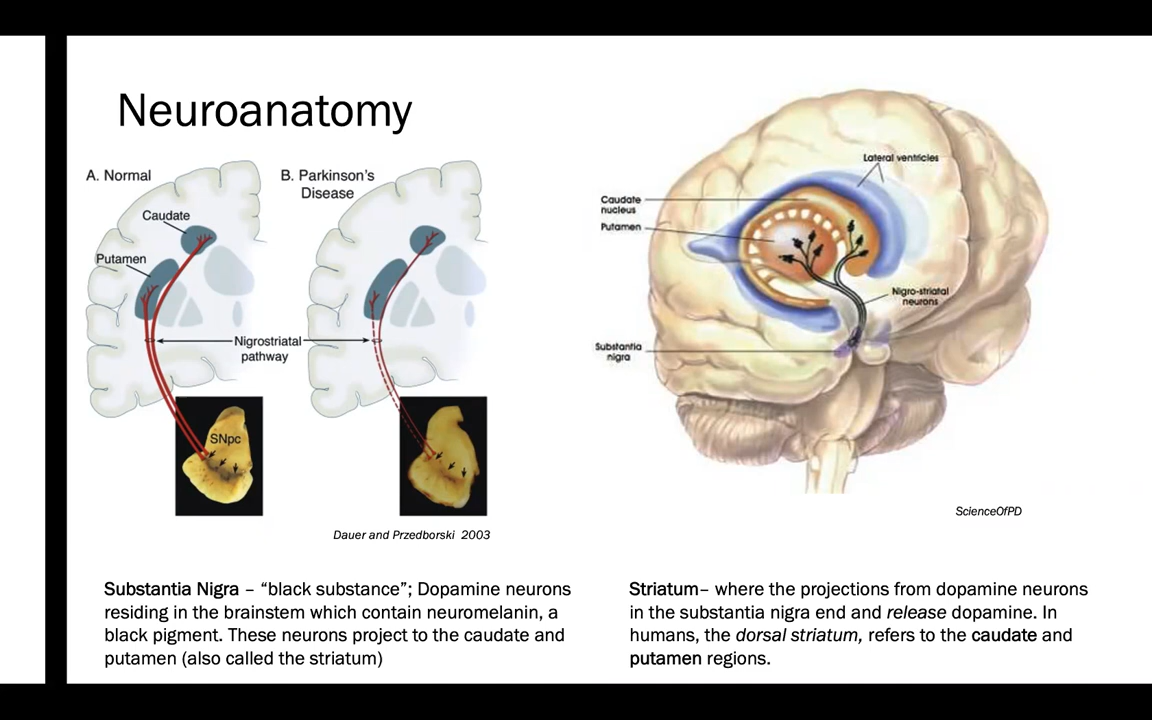 Neuroanatomy
A. Normal
B. Parkinson's
Disease
Caudate
Putamen
Nigrostriatal
pathway
SNpc
Dauer and Przedborski 2003
Lateral ventricles
Caudate
nucleus
Putamen
Nigro-striatal
neurons
Substantia
nigra
ScienceOfPD
Substantia Nigra – “black substance”; Dopamine neurons
residing in the brainstem which contain neuromelanin, a
black pigment. These neurons project to the caudate and
putamen (also called the striatum)
Striatum– where the projections from dopamine neurons
in the substantia nigra end and release dopamine. In
humans, the dorsal striatum, refers to the caudate and
putamen regions.